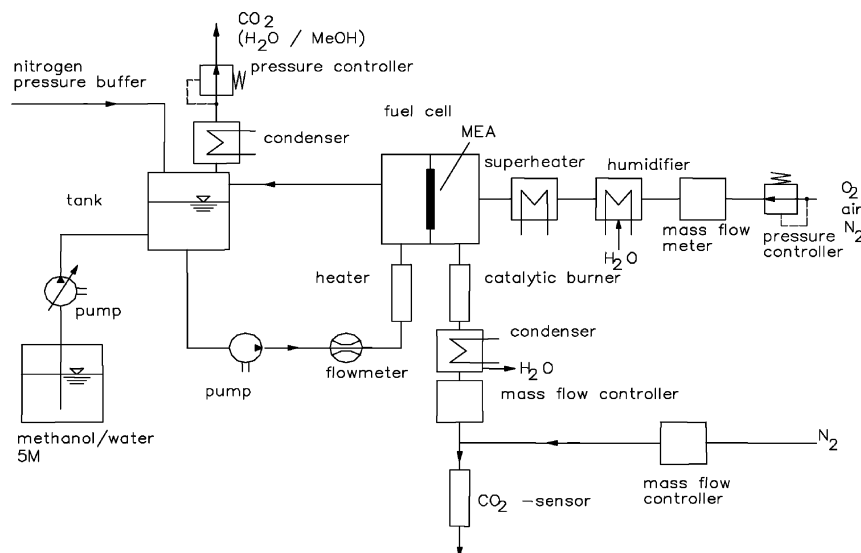 CO2
(H2O / MeOH)
nitrogen
pressure buffer
pressure controller
condenser
fuel cell
MEA
superheater
humidifier
O2
air
N2
tank
mass flow
meter
pressure
controller
H2O
heater
catalytic burner
pump
condenser
H2O
pump
flowmeter
mass flow controller
methanol/water
5M
N2
mass flow
controller
CO2 -sensor